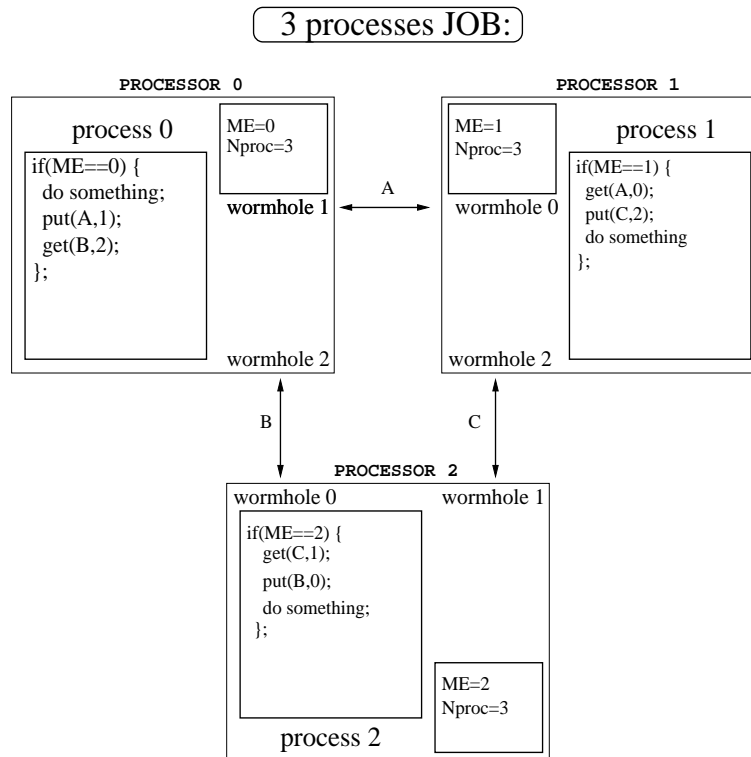 3 processes JOB:
PROCESSOR 0
process 0
ME=0
Nproc=3
if(ME==0) {
do something;
put(A,1);
get(B,2);
};
wormhole 1
wormhole 2
A
PROCESSOR 1
ME=1
Nproc=3
process 1
if(ME==1) {
get(A,0);
put(C,2);
do something
};
wormhole 0
wormhole 2
B
C
PROCESSOR 2
wormhole 0
wormhole 1
if(ME==2) {
get(C,1);
put(B,0);
do something;
};
ME=2
Nproc=3
process 2